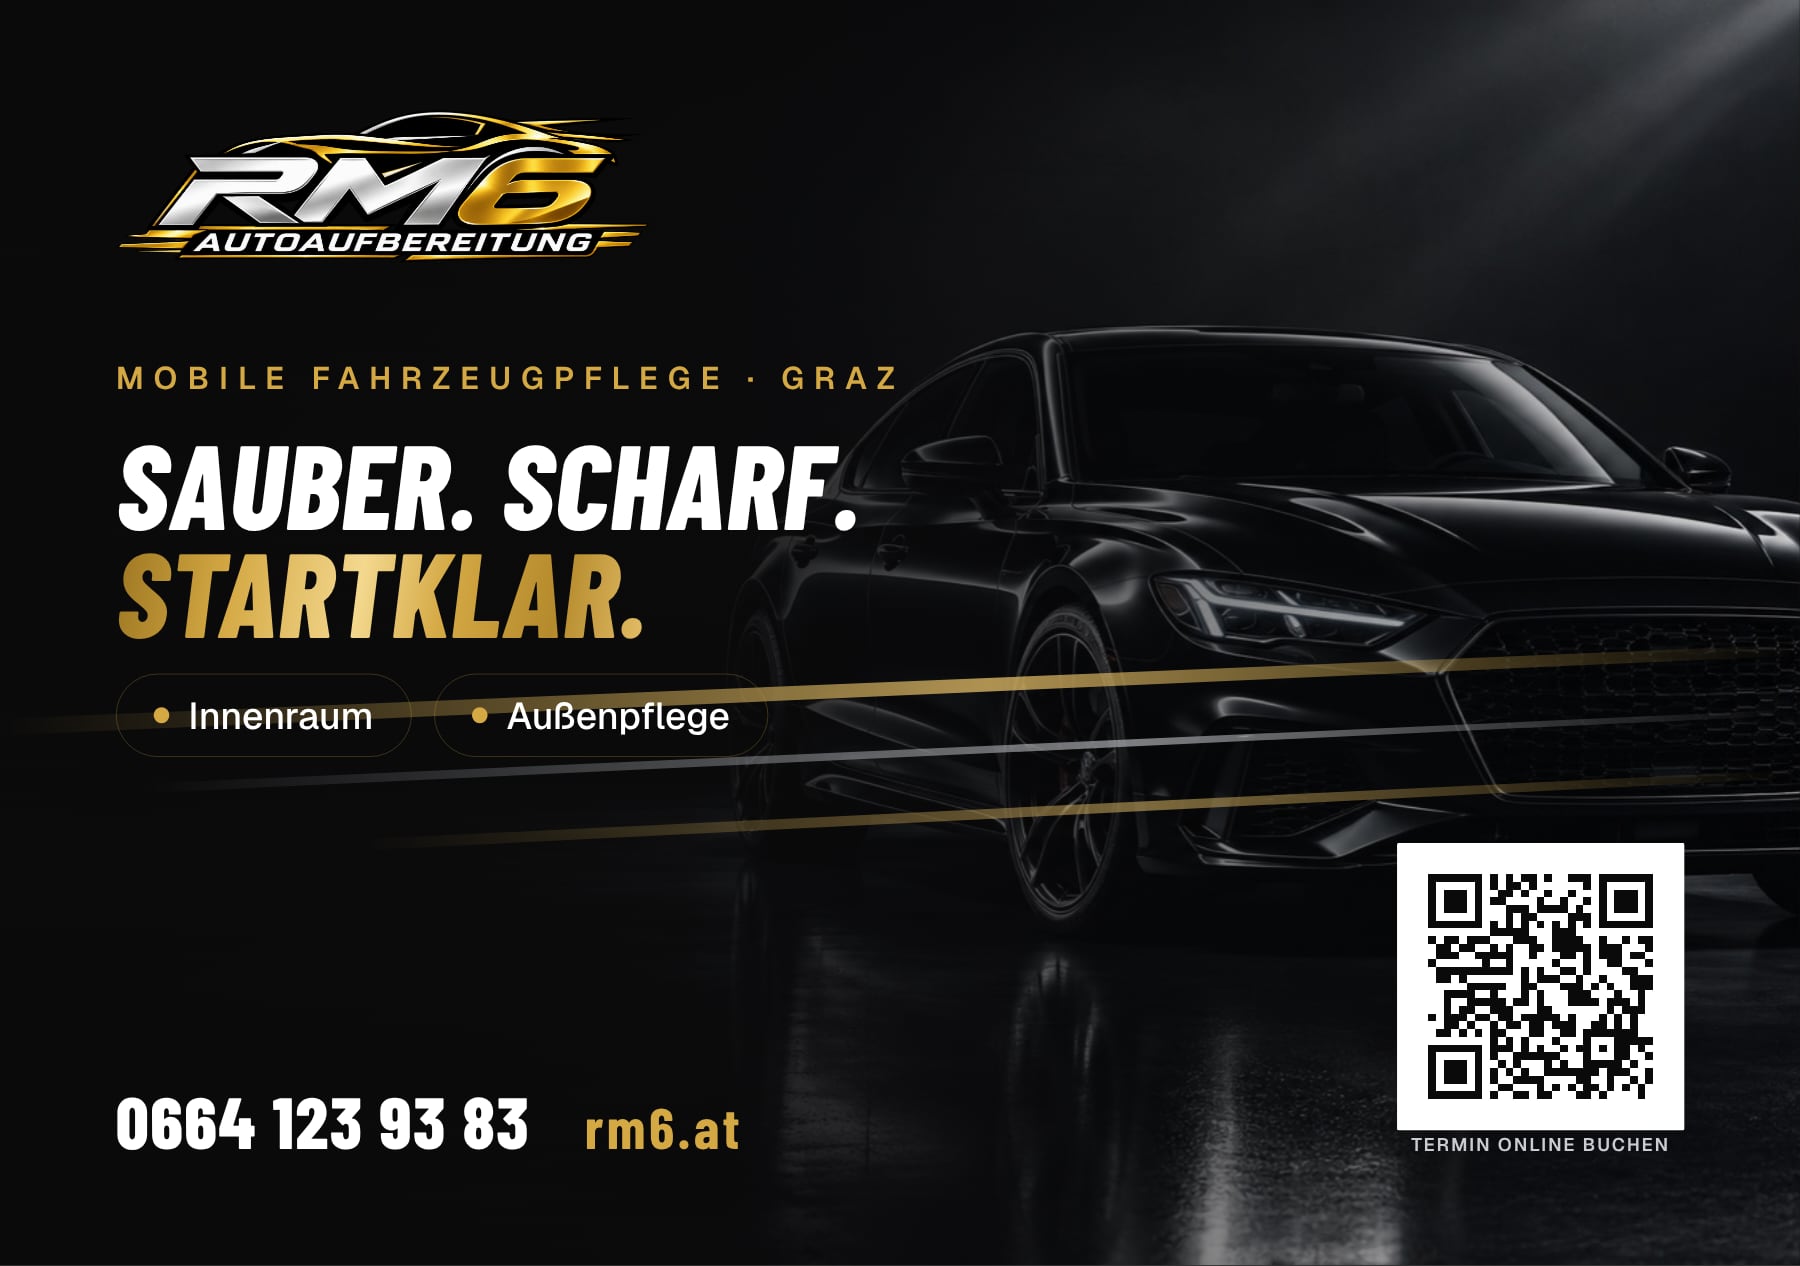 RM6
AUTOAUFBEREITUNG
MOBILE FAHRZEUGPFLEGE · GRAZ
SAUBER. SCHARF.
STARTKLAR.
Innenraum
Außenpflege
0664 123 93 83 rm6.at
TERMIN ONLINE BUCHEN